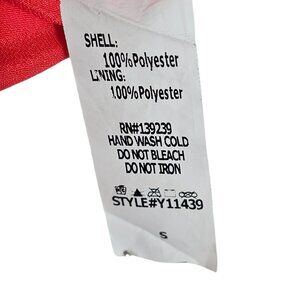 SHELL:
100%Polyester
LINING:
100%Polyester
RN#139239
HAND WASH COLD
DO NOT BLEACH
DO NOT IRON
STYLE#Y11439
S